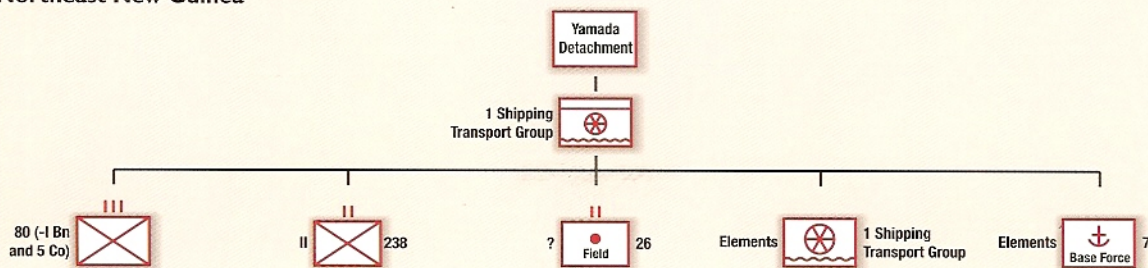 Northeast New Guinea
Yamada
Detachment
1 Shipping
Transport Group
80 (-I Bn
and 5 Co)
III
II
II
238
II
?
Field
26
Elements
1 Shipping
Transport Group
Elements
Base Force
7